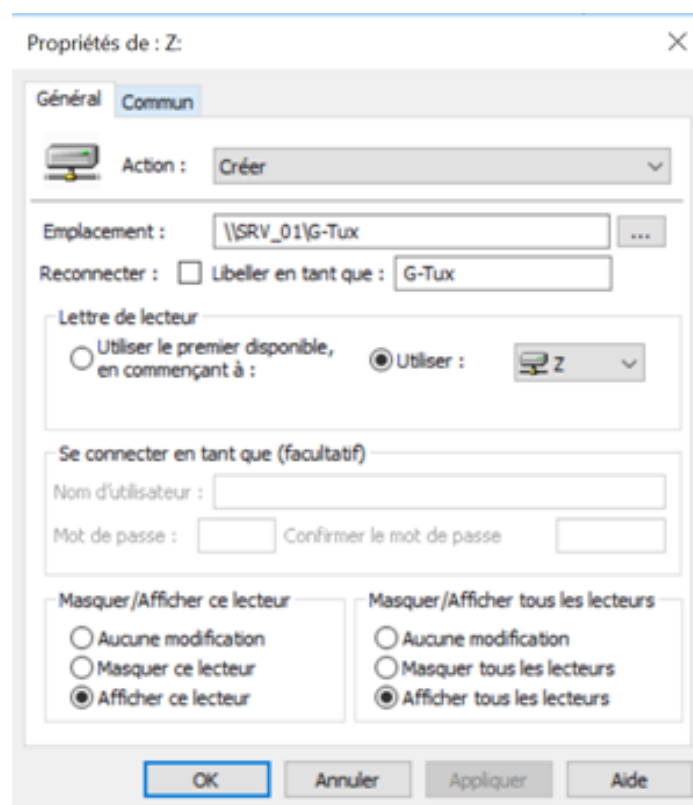 Propriétés de : Z:
Général Commun
Action : Créer
Emplacement : \\SRV_01\G-Tux ...
Reconnecter : Libeller en tant que : G-Tux
Lettre de lecteur
Utiliser le premier disponible,
en commençant à :
Utiliser : Z
Se connecter en tant que (facultatif)
Nom d'utilisateur :
Mot de passe : Confirmer le mot de passe
Masquer/Afficher ce lecteur
Aucune modification
Masquer ce lecteur
Afficher ce lecteur
Masquer/Afficher tous les lecteurs
Aucune modification
Masquer tous les lecteurs
Afficher tous les lecteurs
OK Annuler Appliquer Aide